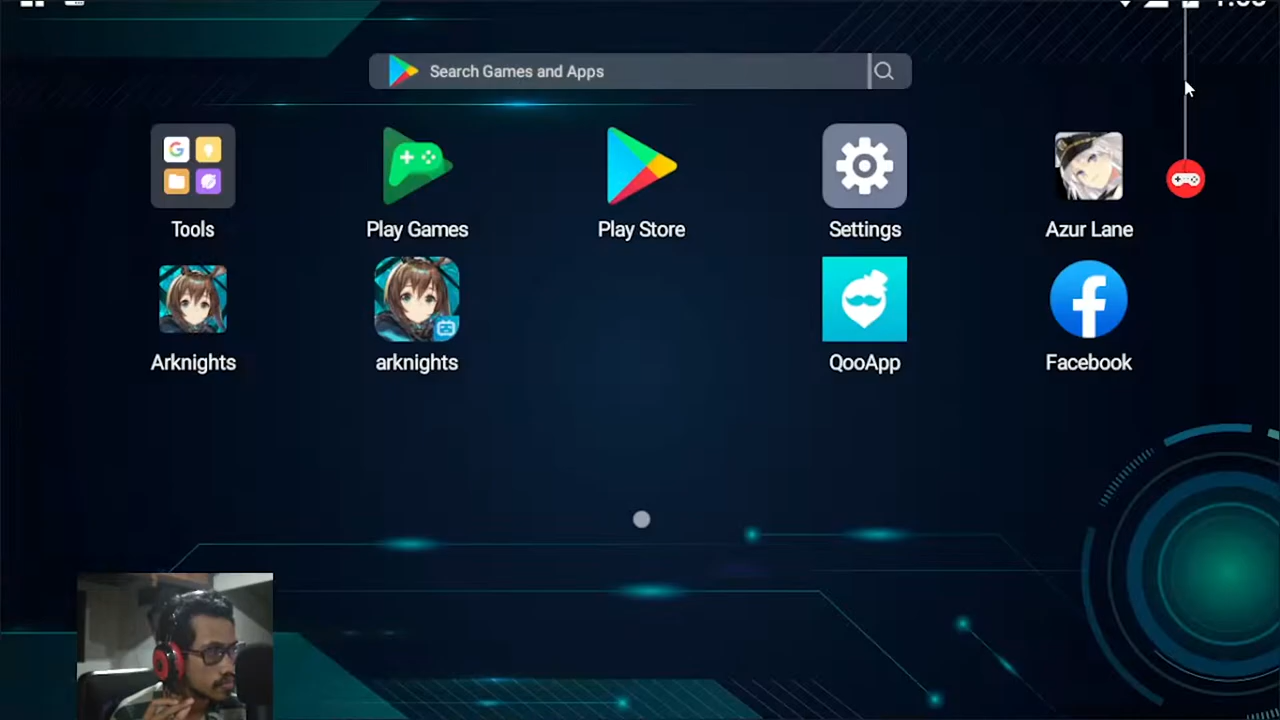 Search Games and Apps
Tools
Play Games
Play Store
Settings
Azur Lane
Arknights
arknights
QooApp
Facebook